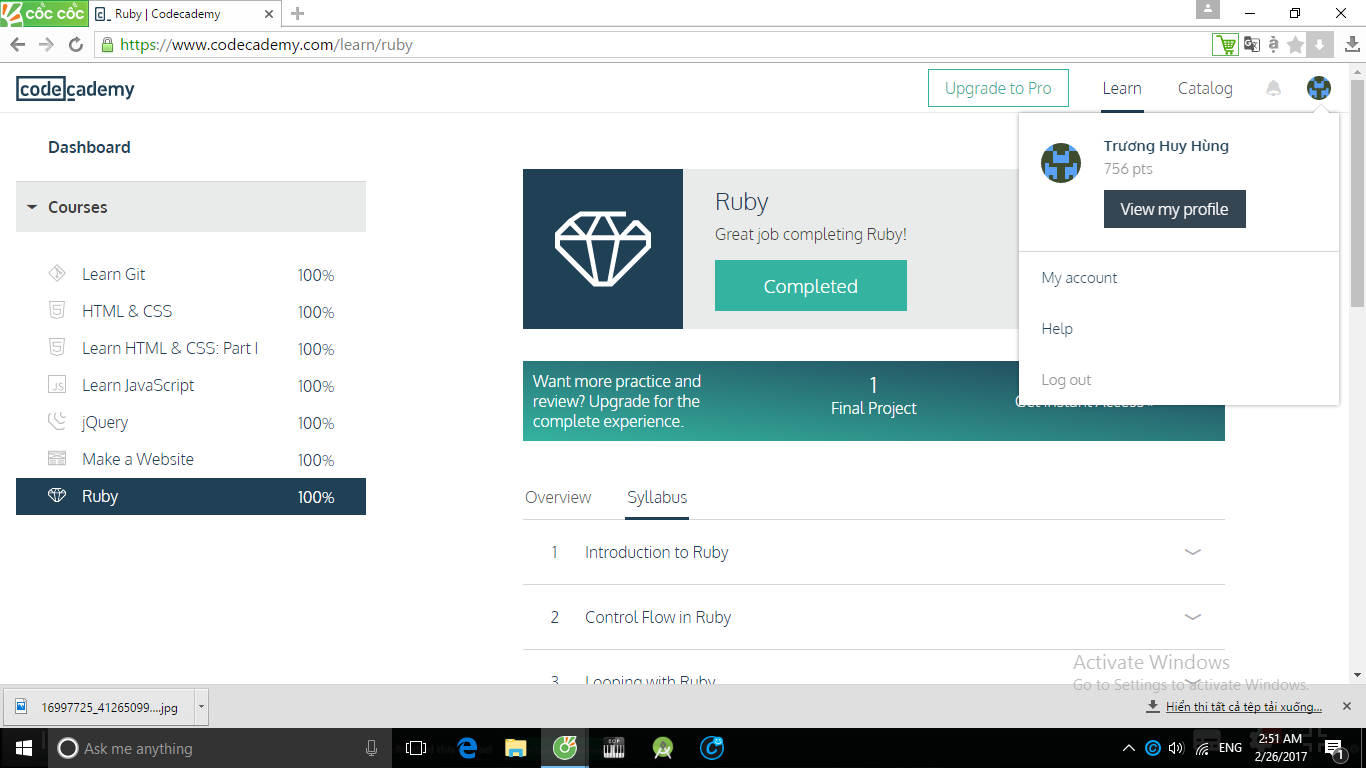 CỐC CỐC
Ruby | Codecademy
https://www.codecademy.com/learn/ruby
codecademy
Upgrade to Pro
Learn
Catalog
Dashboard
Courses
Learn Git 100%
HTML & CSS 100%
Learn HTML & CSS: Part I 100%
Learn JavaScript 100%
jQuery 100%
Make a Website 100%
Ruby 100%
Ruby
Great job completing Ruby!
Completed
Trương Huy Hùng
756 pts
View my profile
My account
Help
Log out
Want more practice and
review? Upgrade for the
complete experience.
1
Final Project
Get Instant Access
Overview
Syllabus
1 Introduction to Ruby
2 Control Flow in Ruby
3 Looping with Ruby
Activate Windows
Go to Settings to activate Windows.
16997725_41265099....jpg
Hiển thị tất cả tệp tải xuống...
Ask me anything
ENG
2:51 AM
2/26/2017
1